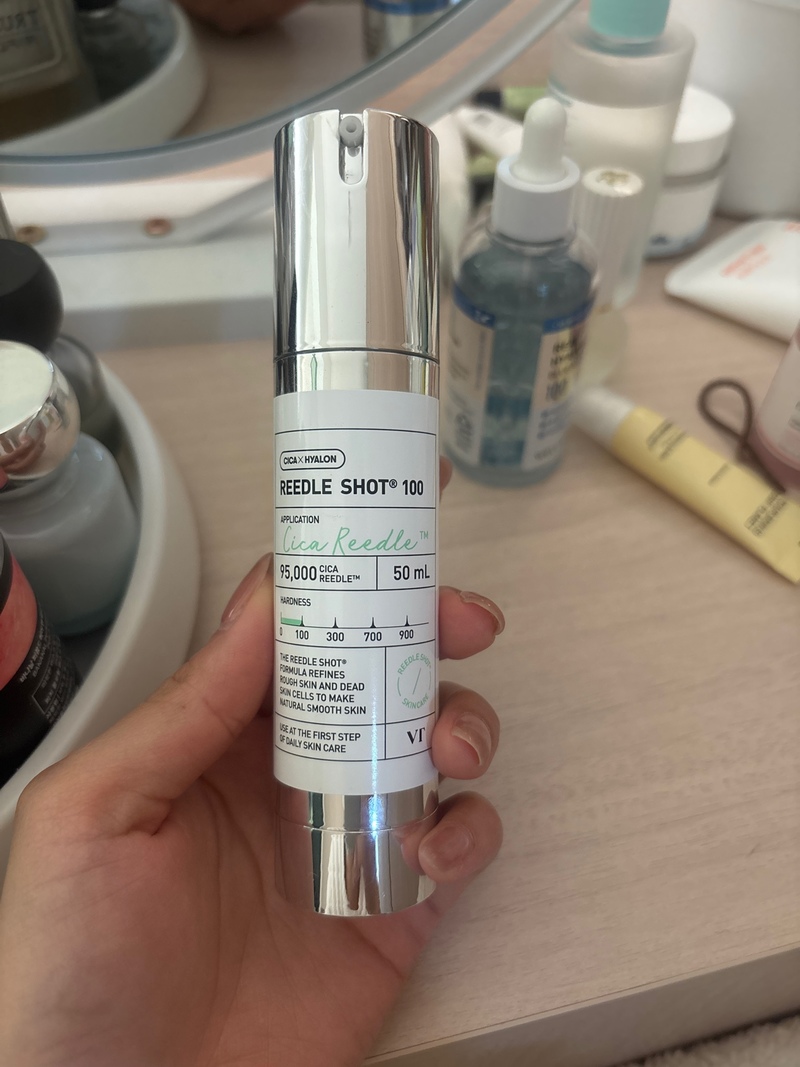 CICA×HYALON
REEDLE SHOT® 100
APPLICATION
Cica Reedle™
95,000 CICA REEDLE™
50 mL
HARDNESS
0 100 300 700 900
THE REEDLE SHOT®
FORMULA REFINES
ROUGH SKIN AND DEAD
SKIN CELLS TO MAKE
NATURAL SMOOTH SKIN
REEDLE SHOT
SKIN CARE
USE AT THE FIRST STEP
OF DAILY SKIN CARE
VT